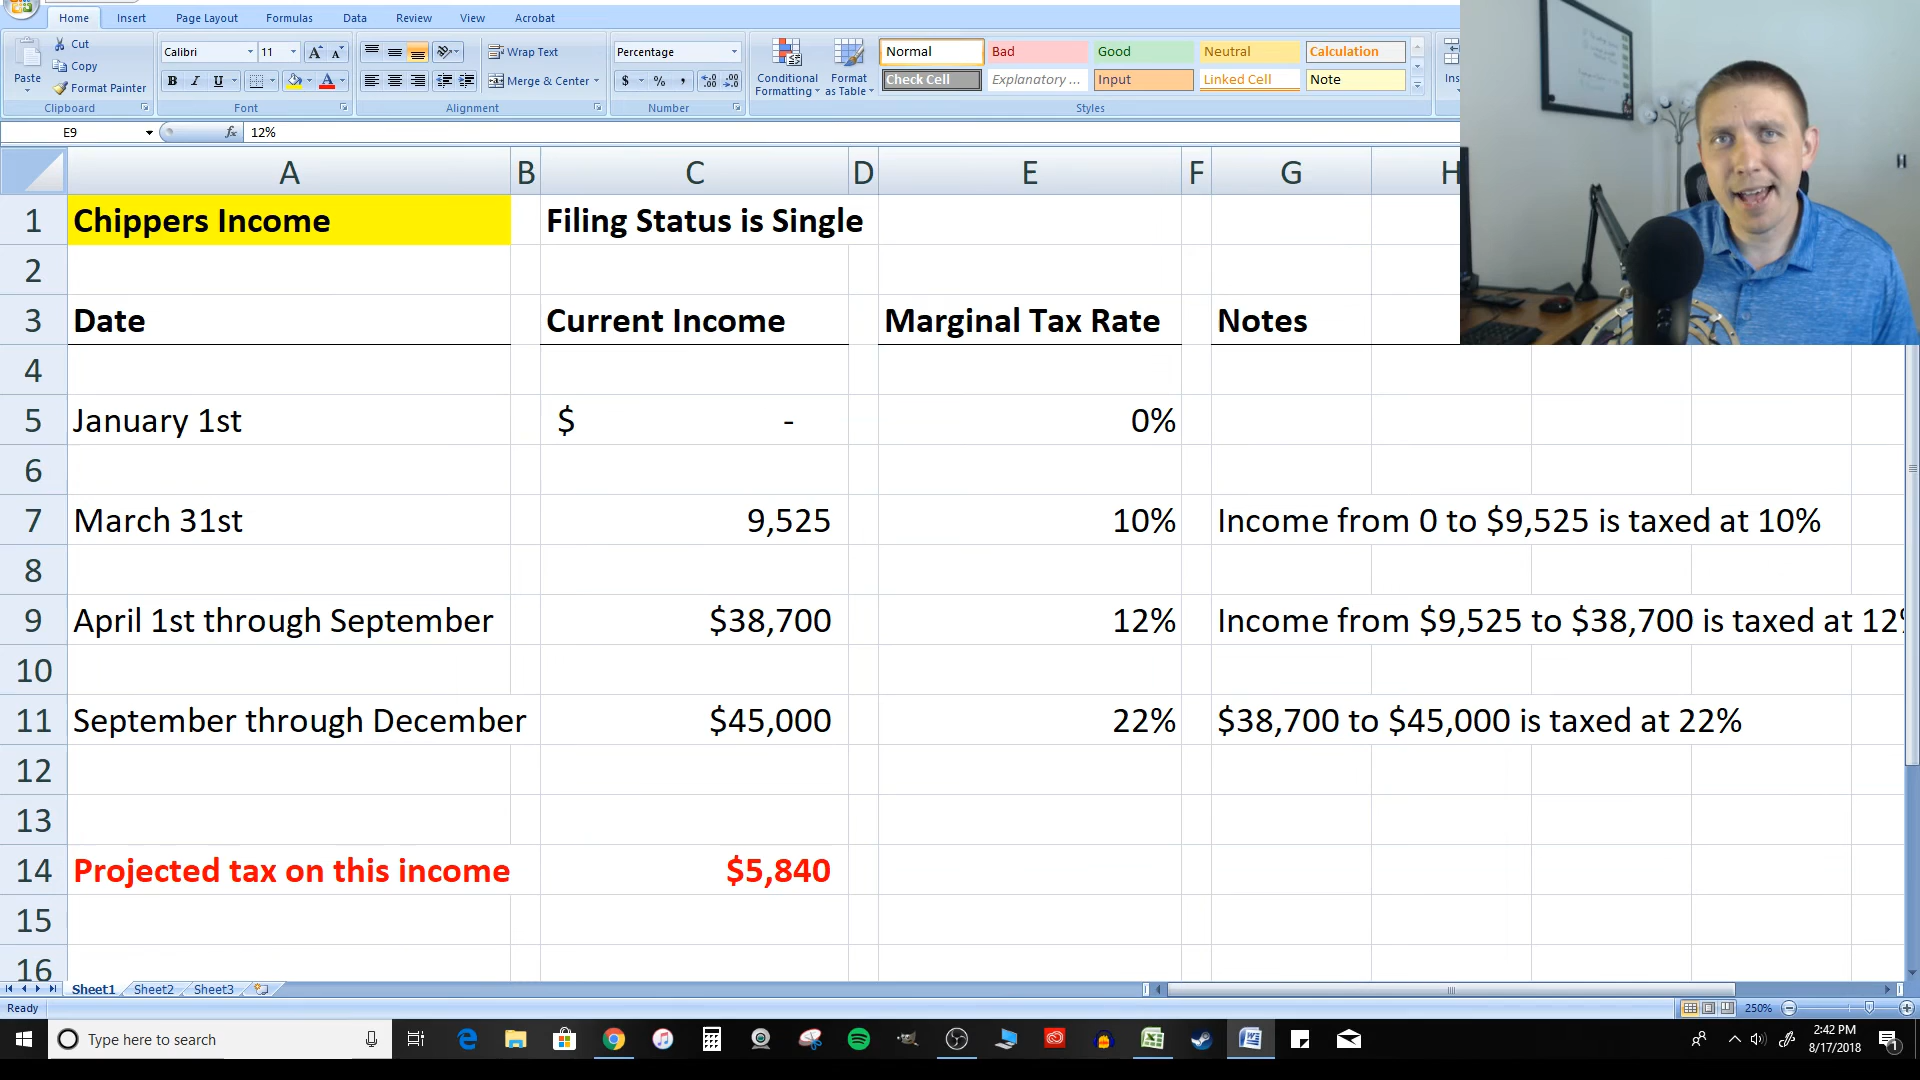 Home Insert Page Layout Formulas Data Review View Acrobat
Cut
Copy
Format Painter
Paste
Clipboard
Calibri 11
B I U
Font
Wrap Text
Merge & Center
Alignment
Percentage
$ % ,
Number
Conditional Formatting
Format as Table
Normal Bad Good Neutral Calculation
Check Cell Explanatory ... Input Linked Cell Note
Styles
Ins
E9 fx 12%
A B C D E F G H
1 Chippers Income Filing Status is Single
2
3 Date Current Income Marginal Tax Rate Notes
4
5 January 1st $ - 0%
6
7 March 31st 9,525 10% Income from 0 to $9,525 is taxed at 10%
8
9 April 1st through September $38,700 12% Income from $9,525 to $38,700 is taxed at 12%
10
11 September through December $45,000 22% $38,700 to $45,000 is taxed at 22%
12
13
14 Projected tax on this income $5,840
15
16
Sheet1 Sheet2 Sheet3
Ready 250%
Type here to search
2:42 PM
8/17/2018
1